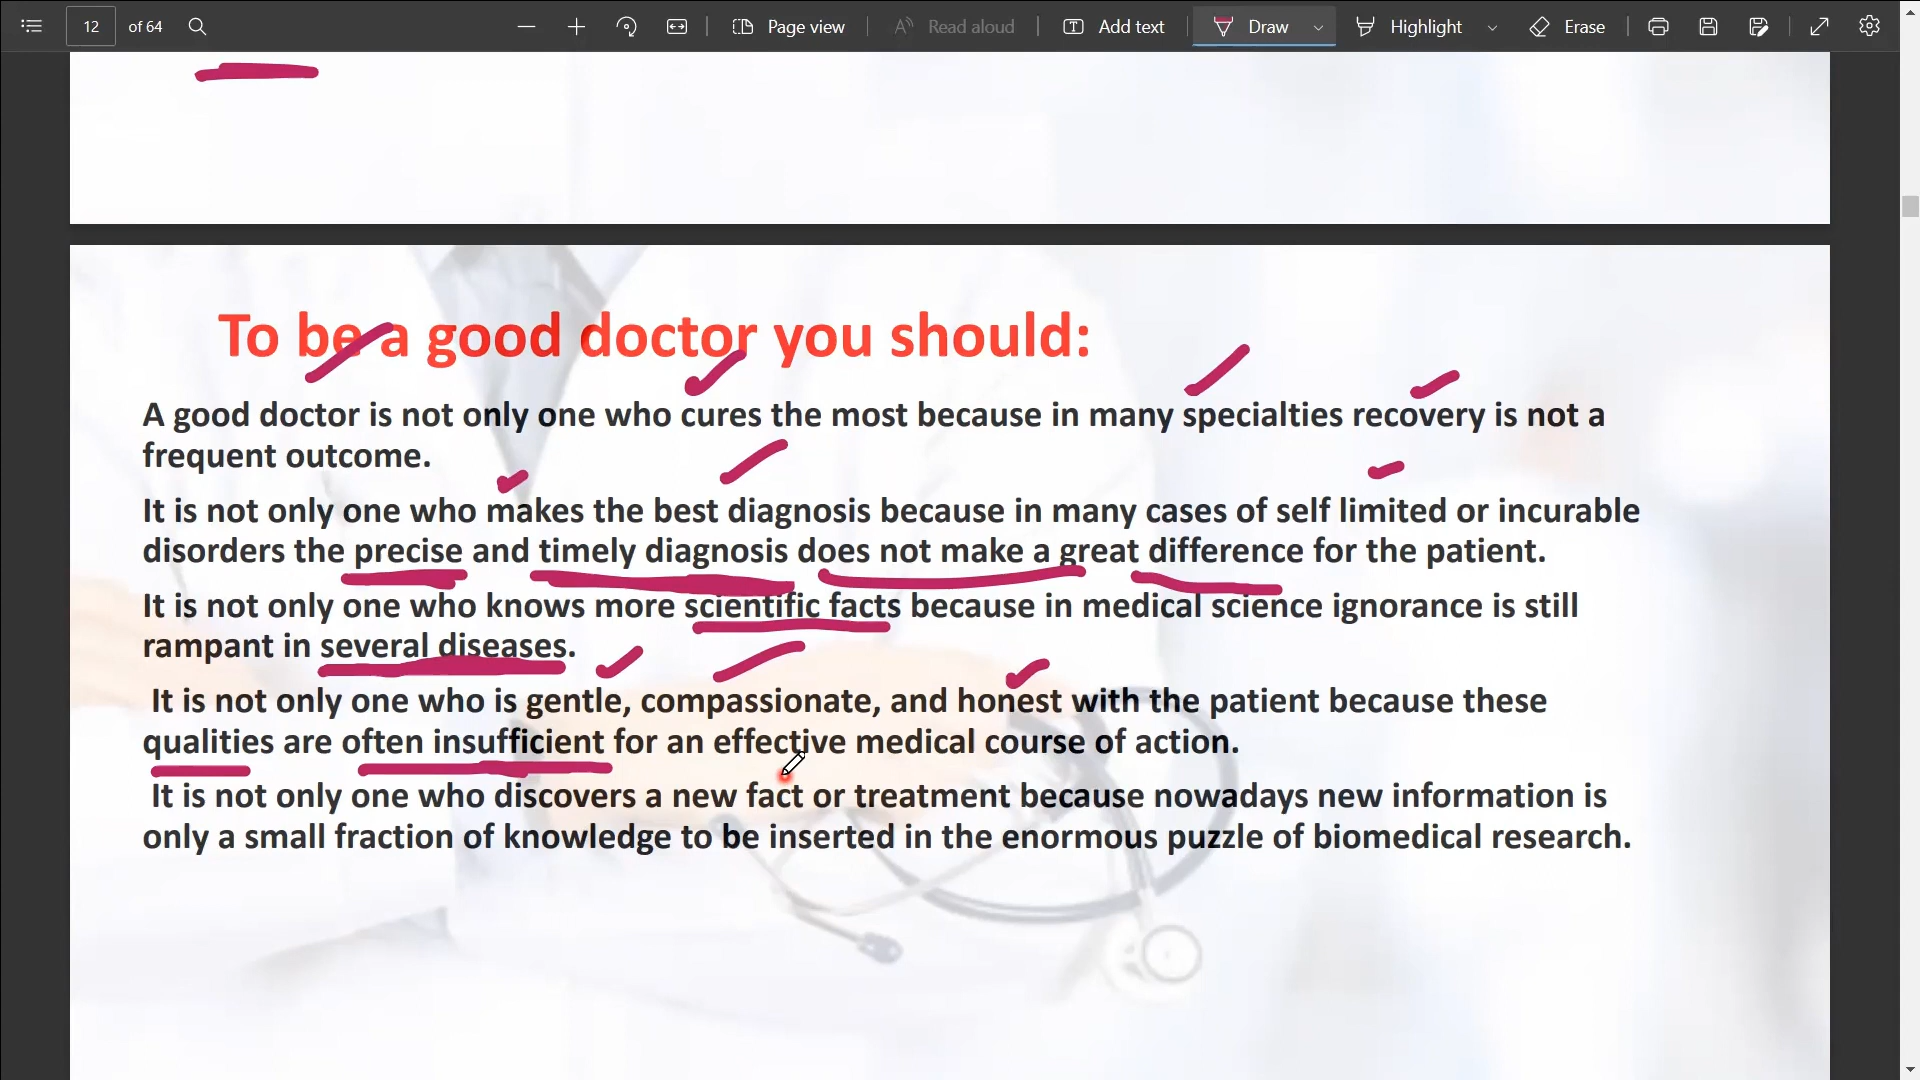 12 of 64 Page view Read aloud Add text Draw Highlight Erase
To be a good doctor you should:
A good doctor is not only one who cures the most because in many specialties recovery is not a
frequent outcome.
It is not only one who makes the best diagnosis because in many cases of self limited or incurable
disorders the precise and timely diagnosis does not make a great difference for the patient.
It is not only one who knows more scientific facts because in medical science ignorance is still
rampant in several diseases.
It is not only one who is gentle, compassionate, and honest with the patient because these
qualities are often insufficient for an effective medical course of action.
It is not only one who discovers a new fact or treatment because nowadays new information is
only a small fraction of knowledge to be inserted in the enormous puzzle of biomedical research.